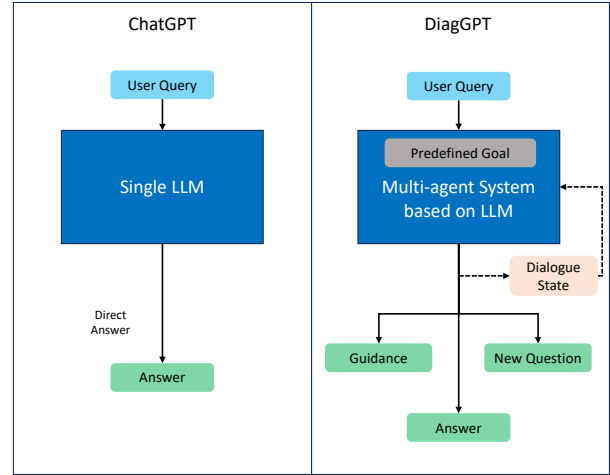 ChatGPT
User Query
Single LLM
Direct
Answer
Answer
DiagGPT
User Query
Predefined Goal
Multi-agent System
based on LLM
Dialogue
State
Guidance
New Question
Answer